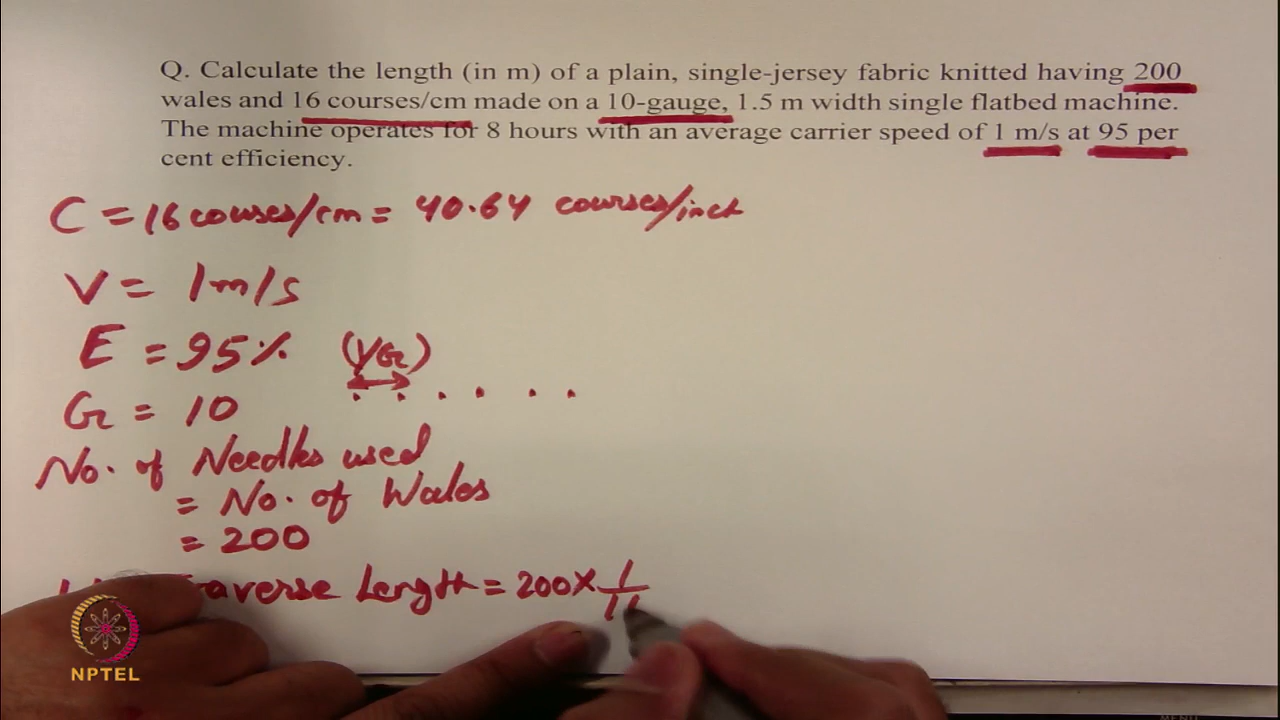 Q. Calculate the length (in m) of a plain, single-jersey fabric knitted having 200
wales and 16 courses/cm made on a 10-gauge, 1.5 m width single flatbed machine.
The machine operates for 8 hours with an average carrier speed of 1 m/s at 95 per
cent efficiency.
C = 16 couses/cm = 40.64 courses/inch
V = 1m/s
E = 95%
(1/G)
G = 10
No. of Needles used
= No. of Wales
= 200
Length = 200 × 1
NPTEL